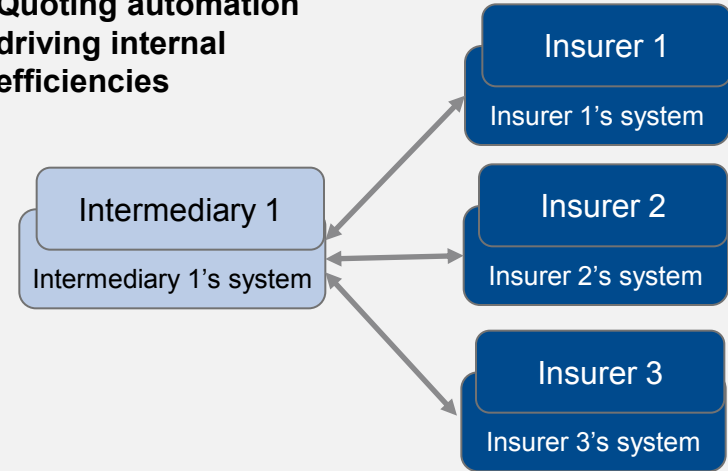 Quoting automation
driving internal
efficiencies
Insurer 1
Insurer 1's system
Intermediary 1
Intermediary 1's system
Insurer 2
Insurer 2's system
Insurer 3
Insurer 3's system